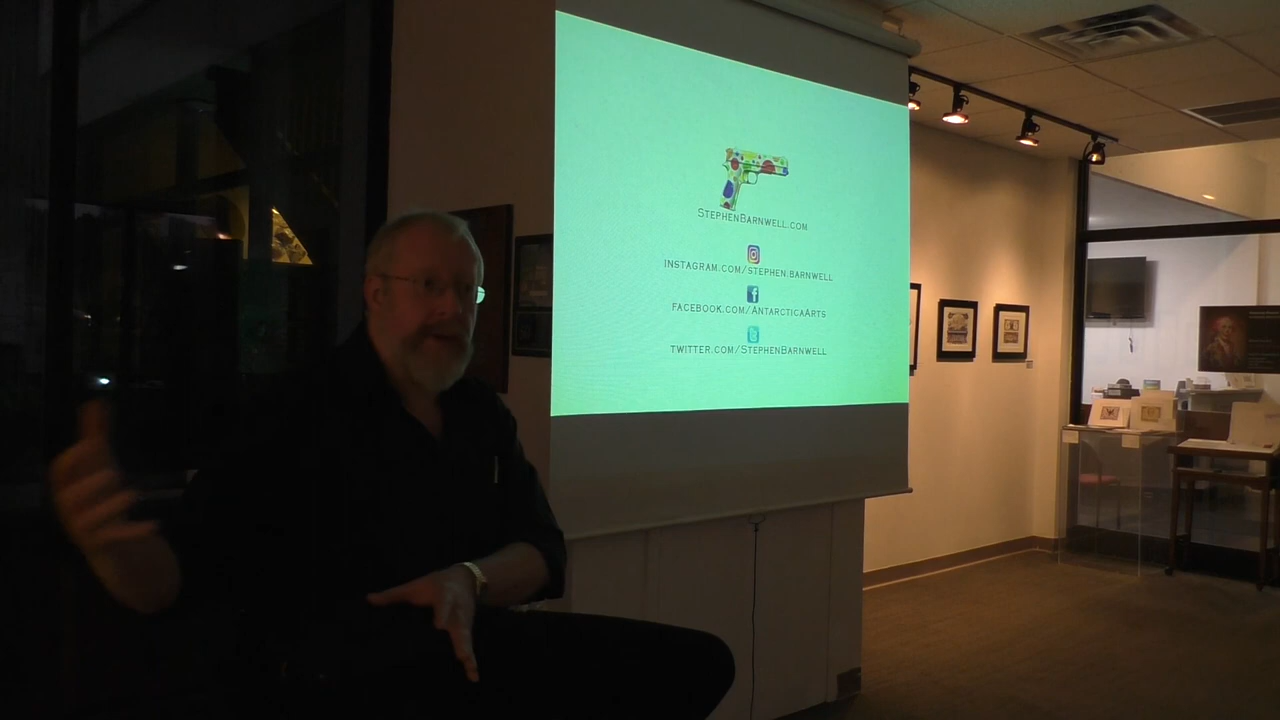 StephenBarnwell.com
instagram.com/stephen.barnwell
facebook.com/AntarcticaArts
twitter.com/StephenBarnwell